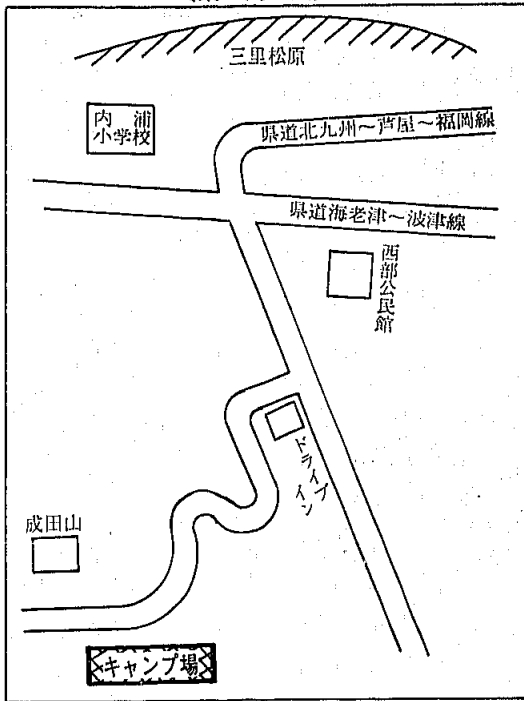 三里松原
内浦
小学校
県道北九州～芦屋～福岡線
県道海老津～波津線
西部公民館
ドライブ
イン
成田山
キャンプ場